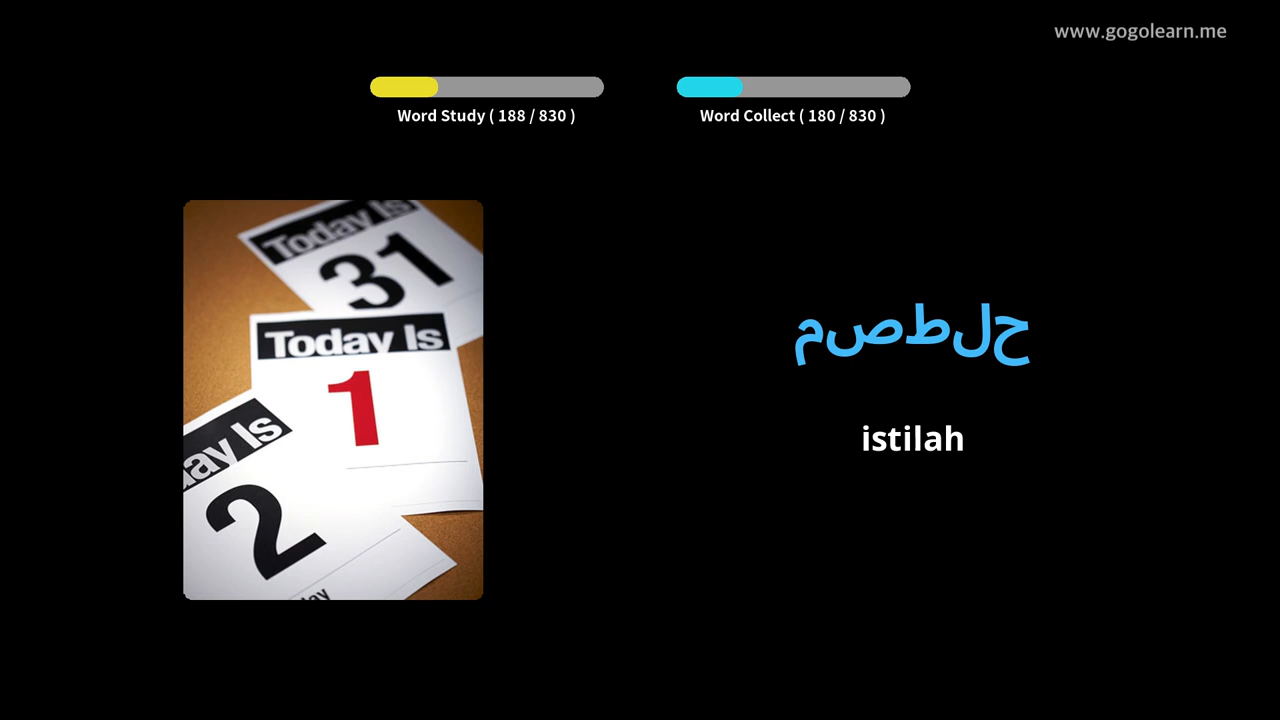 www.gogolearn.me
Word Study ( 188 / 830 )
Word Collect ( 180 / 830 )
Today Is
31
Today Is
1
ay Is
2
مصطلح
istilah